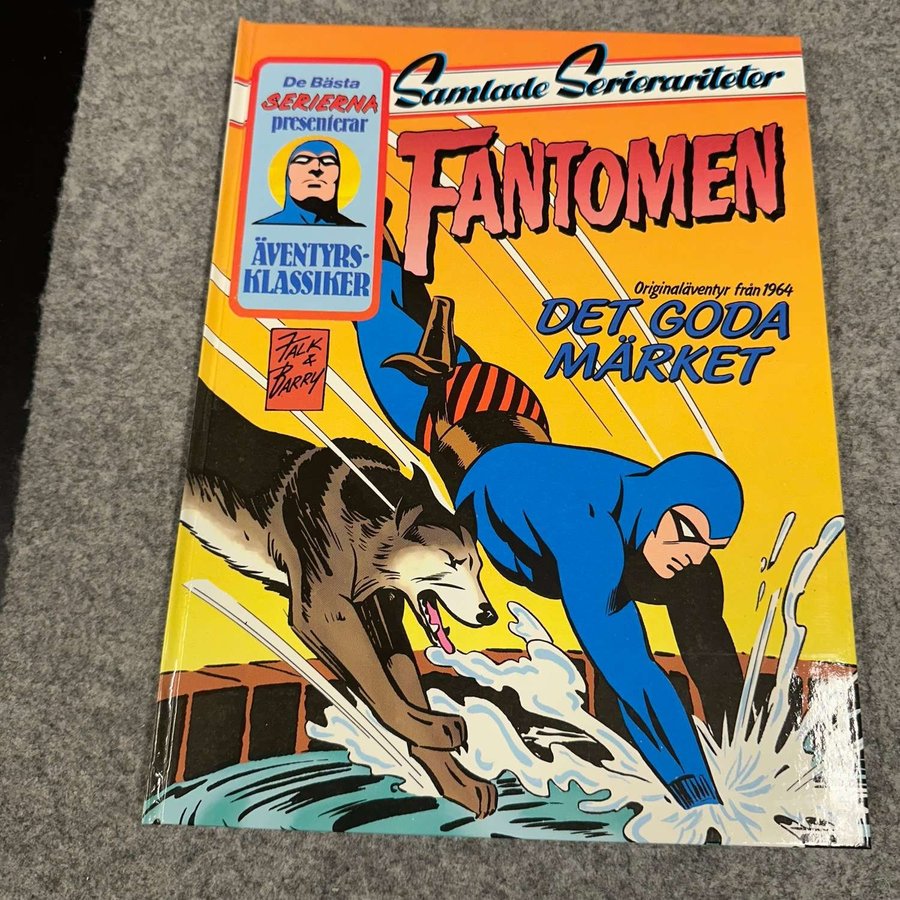 De Bästa
SERIERNA
presenterar
ÄVENTYRS-
KLASSIKER
Samlade Serierariteter
FANTOMEN
Originaläventyr från 1964
DET GODA
MÄRKET
FALK
&
BARRY